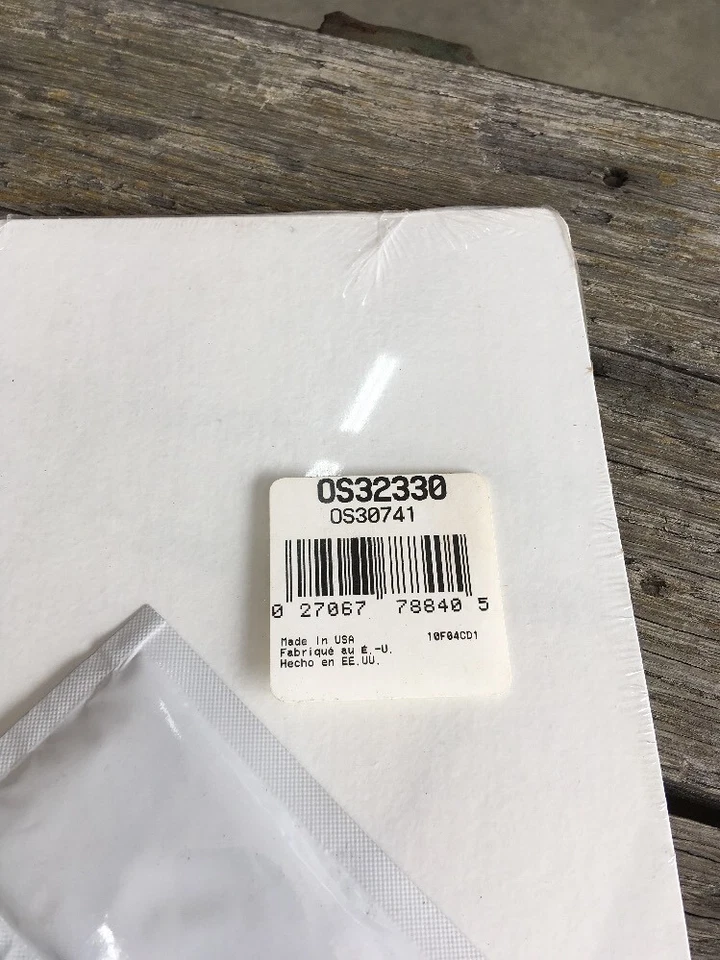 OS32330
OS30741
0 27067 78840 5
Made In USA 10F04CD1
Fabriqué au É.-U.
Hecho en EE.UU.